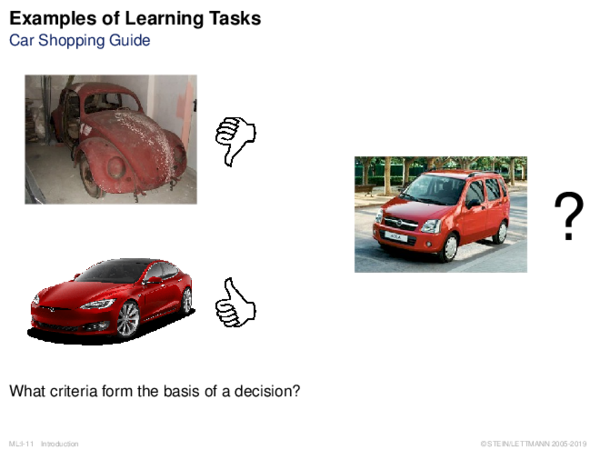 Examples of Learning Tasks
Car Shopping Guide
?
What criteria form the basis of a decision?
ML:I-11 Introduction
© STEIN/LETTMANN 2005-2019